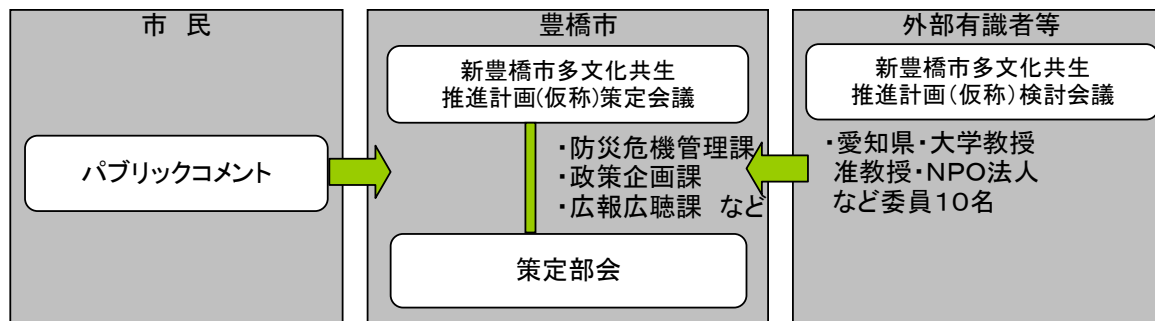 市 民
パブリックコメント
豊橋市
新豊橋市多文化共生
推進計画(仮称)策定会議
・防災危機管理課
・政策企画課
・広報広聴課 など
策定部会
外部有識者等
新豊橋市多文化共生
推進計画(仮称)検討会議
・愛知県・大学教授
准教授・NPO法人
など委員10名